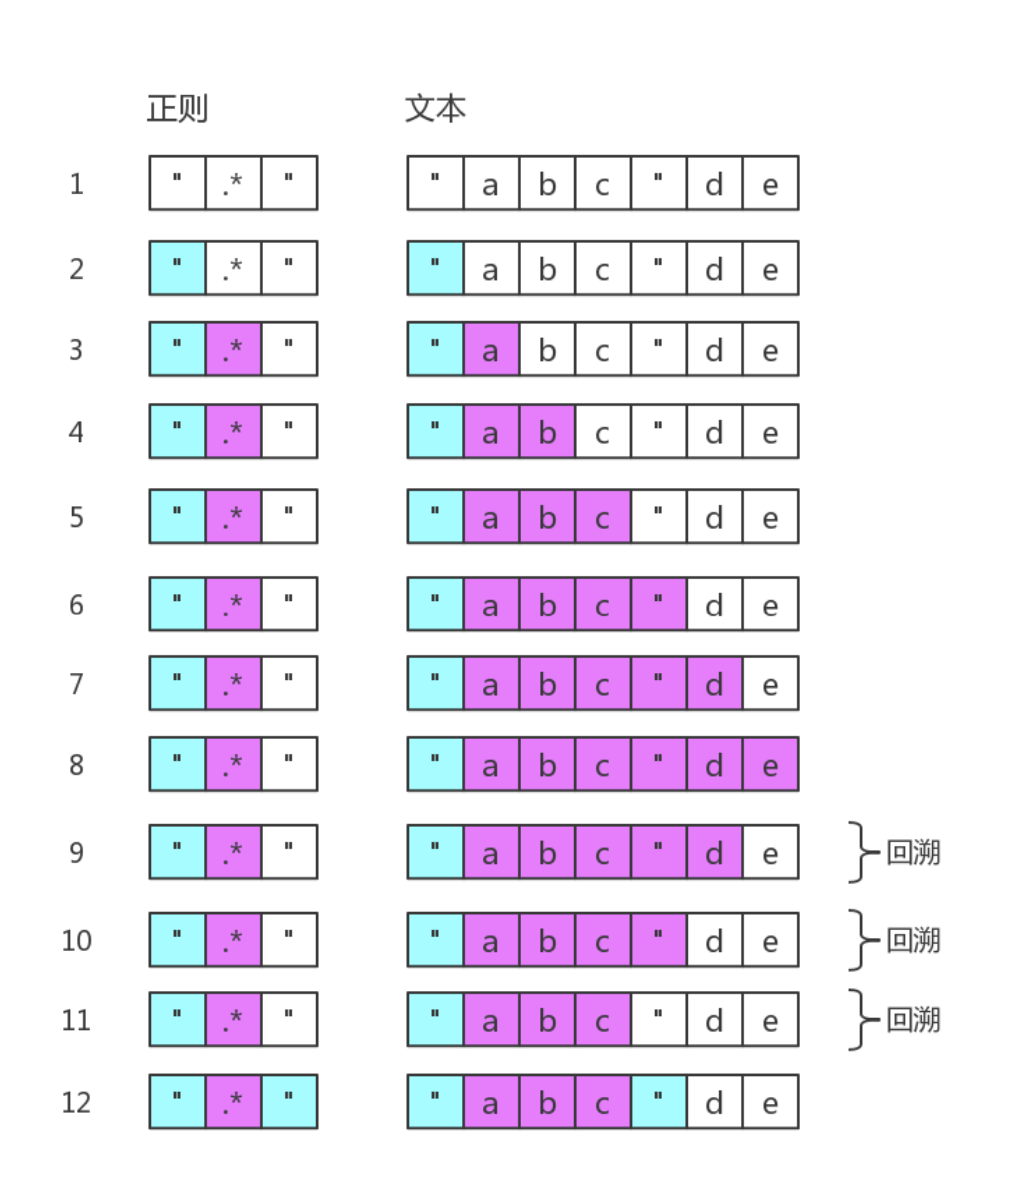 正则 文本
1 " .* " " a b c " d e
2 " .* " " a b c " d e
3 " .* " " a b c " d e
4 " .* " " a b c " d e
5 " .* " " a b c " d e
6 " .* " " a b c " d e
7 " .* " " a b c " d e
8 " .* " " a b c " d e
9 " .* " " a b c " d e 回溯
10 " .* " " a b c " d e 回溯
11 " .* " " a b c " d e 回溯
12 " .* " " a b c " d e